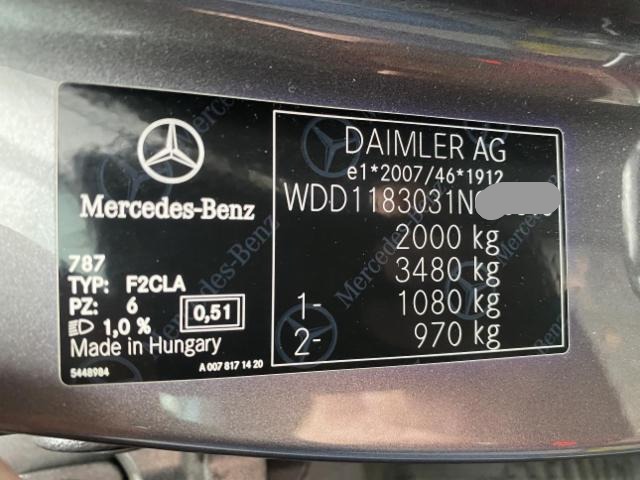 Mercedes-Benz
787
TYP: F2CLA
PZ: 6
1,0 % 0,51
Made in Hungary
5448984 A 007 817 14 20
DAIMLER AG
e1*2007/46*1912
WDD1183031N
2000 kg
3480 kg
1- 1080 kg
2- 970 kg